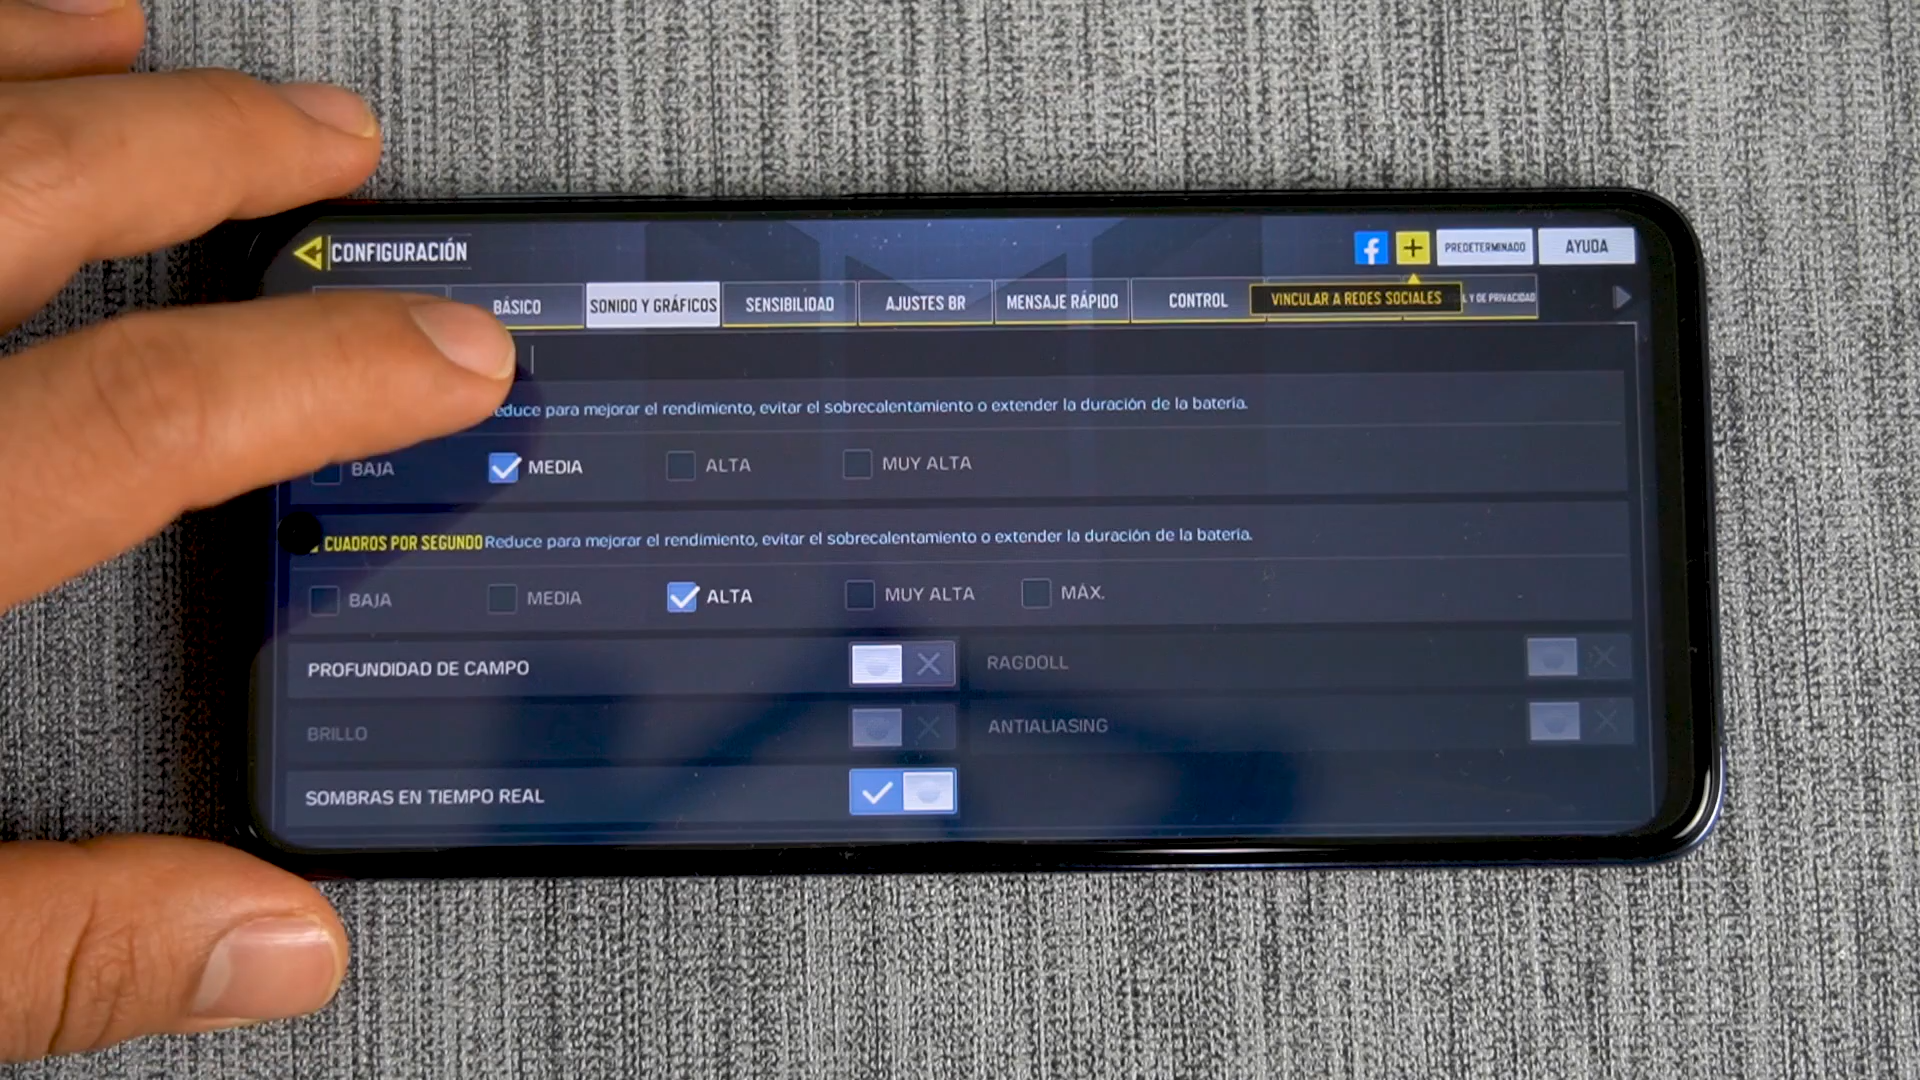 CONFIGURACIÓN
PREDETERMINADO
AYUDA
BÁSICO
SONIDO Y GRÁFICOS
SENSIBILIDAD
AJUSTES BR
MENSAJE RÁPIDO
CONTROL
VINCULAR A REDES SOCIALES
L Y DE PRIVACIDAD
educe para mejorar el rendimiento, evitar el sobrecalentamiento o extender la duración de la batería.
BAJA
MEDIA
ALTA
MUY ALTA
CUADROS POR SEGUNDO Reduce para mejorar el rendimiento, evitar el sobrecalentamiento o extender la duración de la batería.
BAJA
MEDIA
ALTA
MUY ALTA
MÁX.
PROFUNDIDAD DE CAMPO
RAGDOLL
BRILLO
ANTIALIASING
SOMBRAS EN TIEMPO REAL